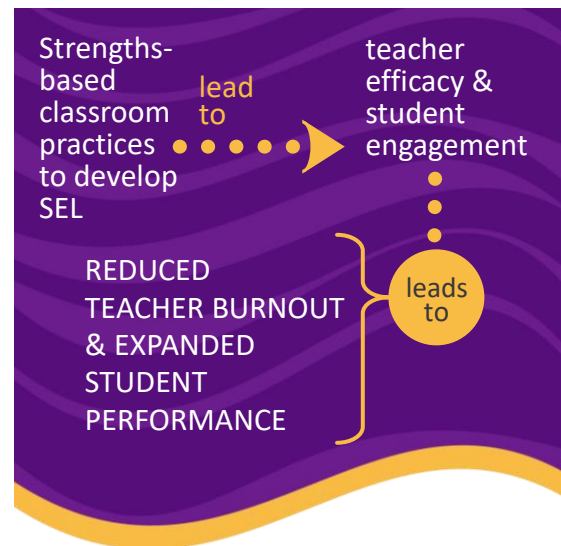 Strengths-
based
classroom
practices
to develop
SEL
lead
to
teacher
efficacy &
student
engagement
leads
to
REDUCED
TEACHER BURNOUT
& EXPANDED
STUDENT
PERFORMANCE